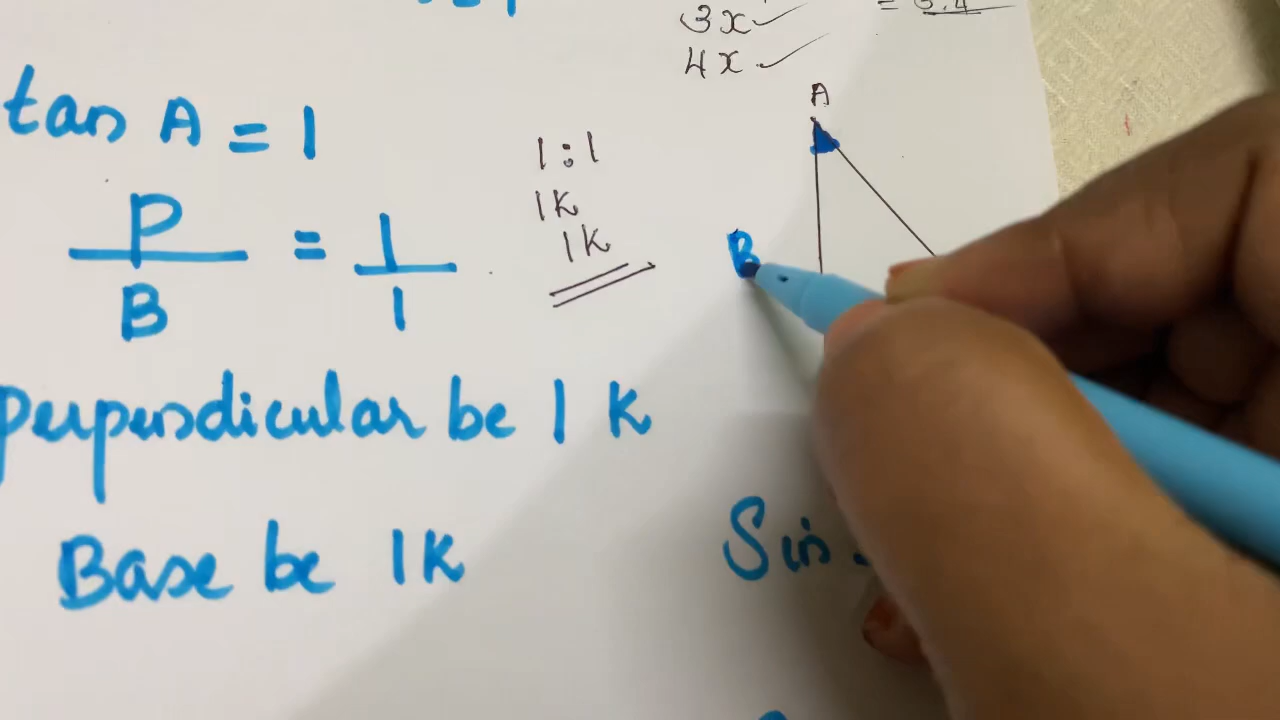 3x
4x
A
tan A = 1
1:1
P
B
= 1
1
1K
1K
B
perpendicular be 1 K
Base be 1K
Sin